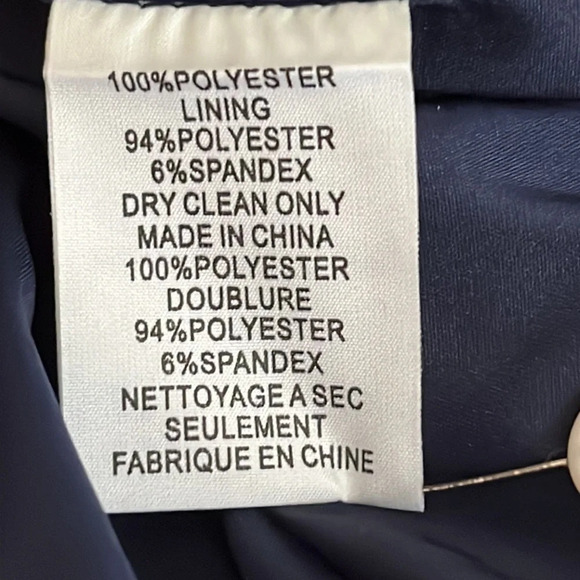 100%POLYESTER
LINING
94%POLYESTER
6%SPANDEX
DRY CLEAN ONLY
MADE IN CHINA
100%POLYESTER
DOUBLURE
94%POLYESTER
6%SPANDEX
NETTOYAGE A SEC
SEULEMENT
FABRIQUE EN CHINE